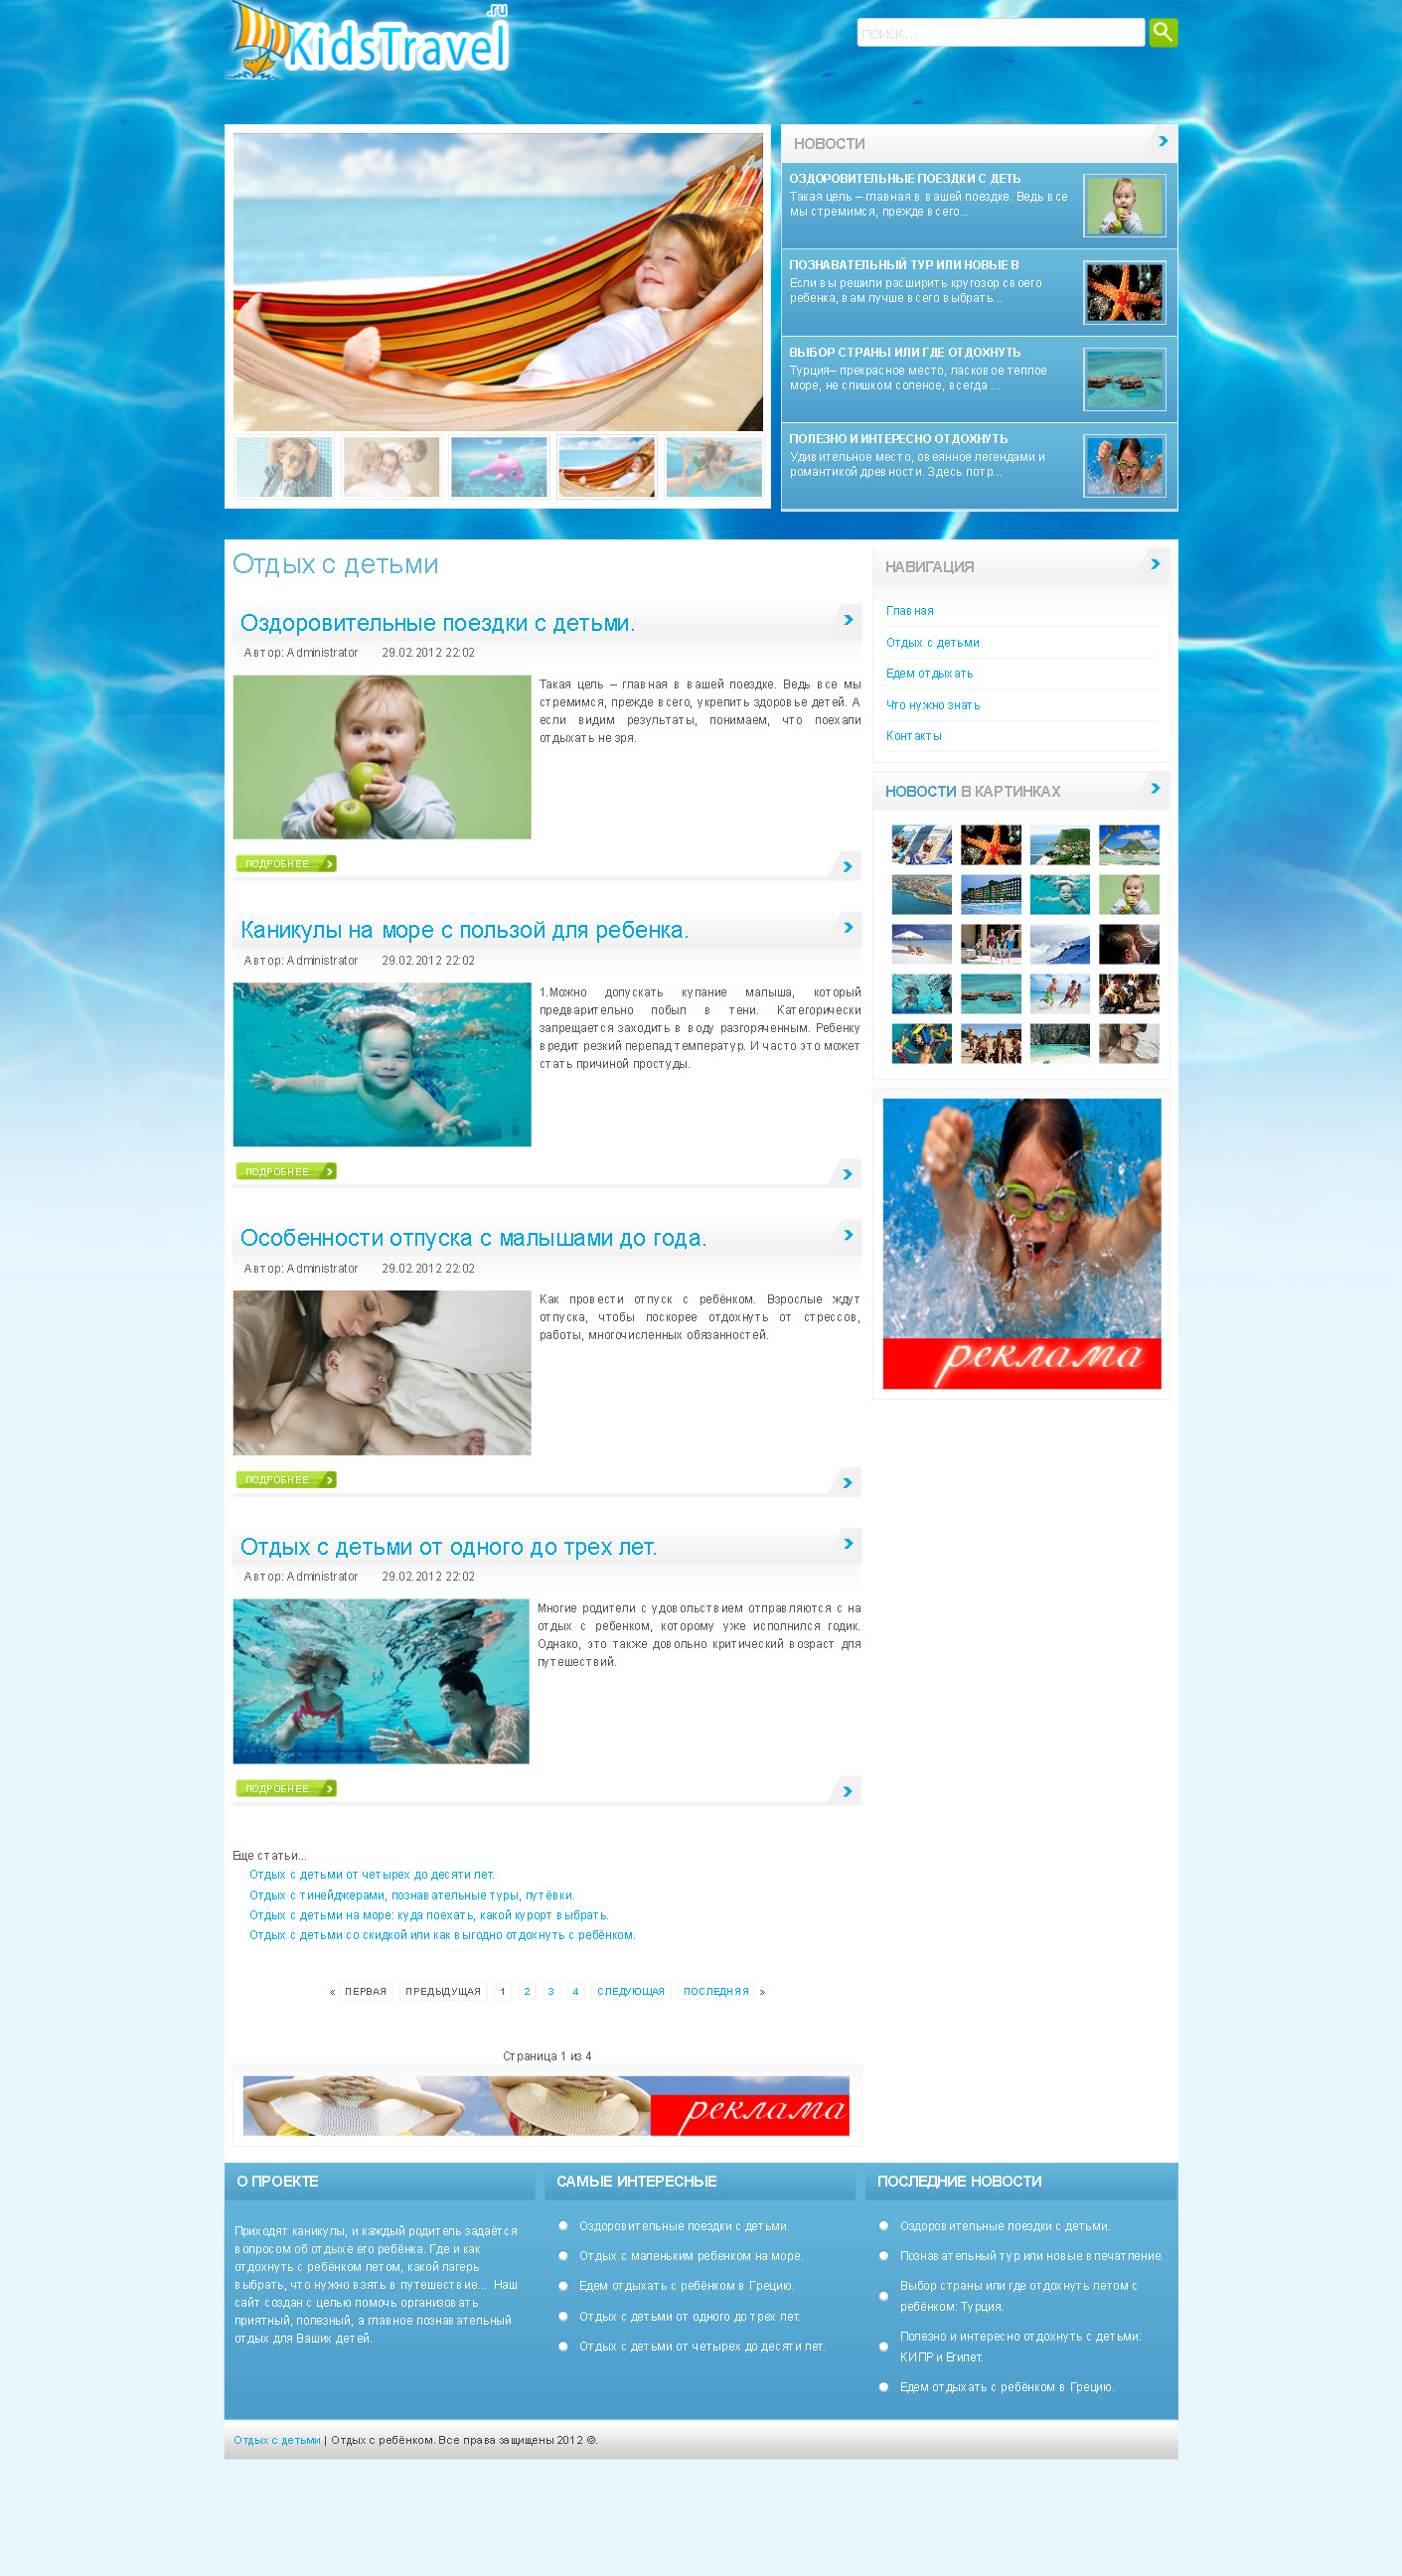 .ru
KidsTravel
поиск...
НОВОСТИ
ОЗДОРОВИТЕЛЬНЫЕ ПОЕЗДКИ С ДЕТЬ
Такая цель – главная в вашей поездке. Ведь все
мы стремимся, прежде всего...
ПОЗНАВАТЕЛЬНЫЙ ТУР ИЛИ НОВЫЕ В
Если вы решили расширить кругозор своего
ребенка, вам лучше всего выбрать...
ВЫБОР СТРАНЫ ИЛИ ГДЕ ОТДОХНУТЬ
Турция– прекрасное место, ласковое теплое
море, не слишком соленое, всегда ...
ПОЛЕЗНО И ИНТЕРЕСНО ОТДОХНУТЬ
Удивительное место, овеянное легендами и
романтикой древности. Здесь потр...
Отдых с детьми
Оздоровительные поездки с детьми.
Автор: Administrator 29.02.2012 22:02
Такая цель – главная в вашей поездке. Ведь все мы
стремимся, прежде всего, укрепить здоровье детей. А
если видим результаты, понимаем, что поехали
отдыхать не зря.
ПОДРОБНЕЕ...
Каникулы на море с пользой для ребенка.
Автор: Administrator 29.02.2012 22:02
1.Можно допускать купание малыша, который
предварительно побыл в тени. Категорически
запрещается заходить в воду разгоряченным. Ребенку
вредит резкий перепад температур. И часто это может
стать причиной простуды.
ПОДРОБНЕЕ...
Особенности отпуска с малышами до года.
Автор: Administrator 29.02.2012 22:02
Как провести отпуск с ребёнком. Взрослые ждут
отпуска, чтобы поскорее отдохнуть от стрессов,
работы, многочисленных обязанностей.
ПОДРОБНЕЕ...
Отдых с детьми от одного до трех лет.
Автор: Administrator 29.02.2012 22:02
Многие родители с удовольствием отправляются с на
отдых с ребенком, которому уже исполнился годик.
Однако, это также довольно критический возраст для
путешествий.
ПОДРОБНЕЕ...
Еще статьи...
Отдых с детьми от четырех до десяти лет.
Отдых с тинейджерами, познавательные туры, путёвки.
Отдых с детьми на море: куда поехать, какой курорт выбрать.
Отдых с детьми со скидкой или как выгодно отдохнуть с ребёнком.
« ПЕРВАЯ ПРЕДЫДУЩАЯ 1 2 3 4 СЛЕДУЮЩАЯ ПОСЛЕДНЯЯ »
Страница 1 из 4
реклама
НАВИГАЦИЯ
Главная
Отдых с детьми
Едем отдыхать
Что нужно знать
Контакты
НОВОСТИ В КАРТИНКАХ
реклама
О ПРОЕКТЕ
Приходят каникулы, и каждый родитель задаётся
вопросом об отдыхе его ребёнка. Где и как
отдохнуть с ребёнком летом, какой лагерь
выбрать, что нужно взять в путешествие... Наш
сайт создан с целью помочь организовать
приятный, полезный, а главное познавательный
отдых для Ваших детей.
САМЫЕ ИНТЕРЕСНЫЕ
Оздоровительные поездки с детьми.
Отдых с маленьким ребенком на море.
Едем отдыхать с ребёнком в Грецию.
Отдых с детьми от одного до трех лет.
Отдых с детьми от четырех до десяти лет.
ПОСЛЕДНИЕ НОВОСТИ
Оздоровительные поездки с детьми.
Познавательный тур или новые впечатление.
Выбор страны или где отдохнуть летом с
ребёнком: Турция.
Полезно и интересно отдохнуть с детьми:
КИПР и Египет.
Едем отдыхать с ребёнком в Грецию.
Отдых с детьми | Отдых с ребёнком. Все права защищены 2012 ©.